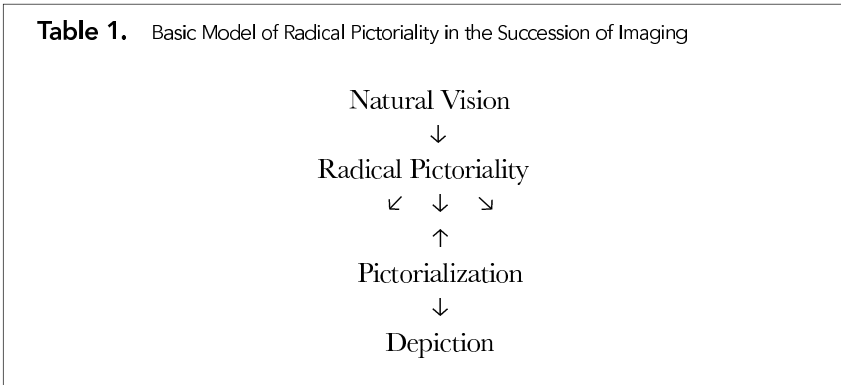 Table 1. Basic Model of Radical Pictoriality in the Succession of Imaging
Natural Vision
↓
Radical Pictoriality
↙ ↓ ↘
↑
Pictorialization
↓
Depiction